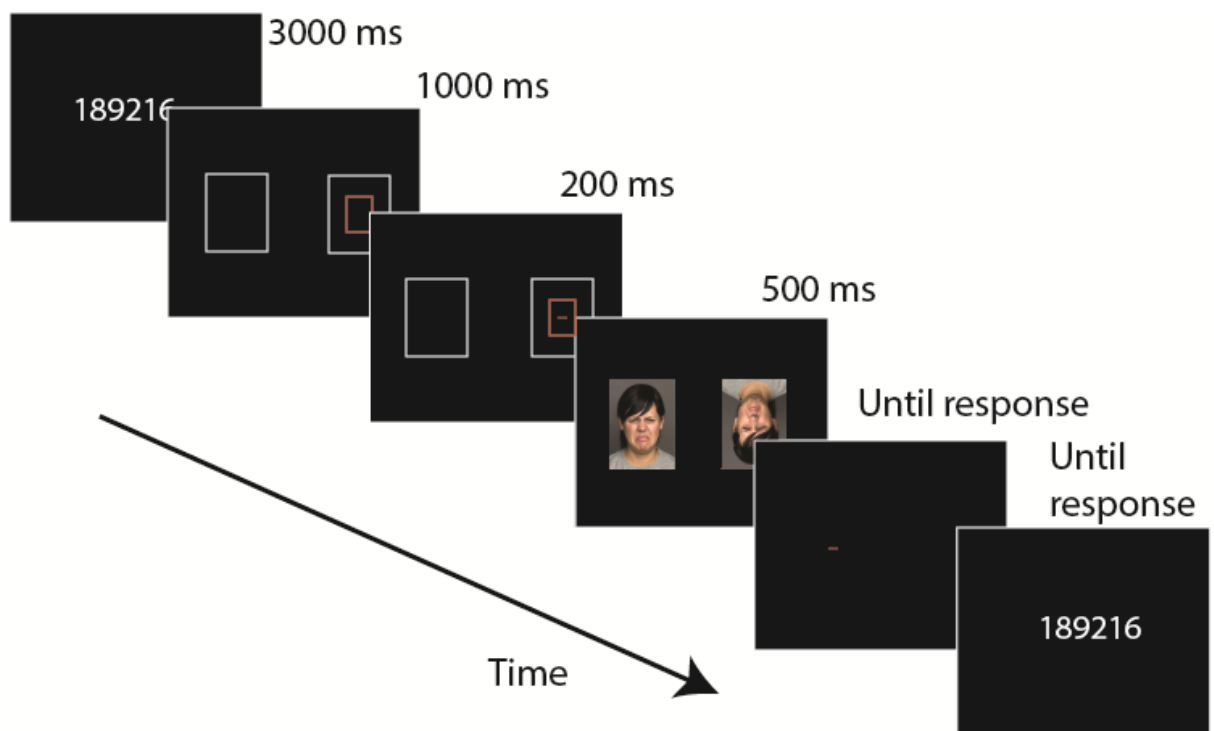 3000 ms
189216
1000 ms
200 ms
500 ms
Until response
Until
response
189216
Time